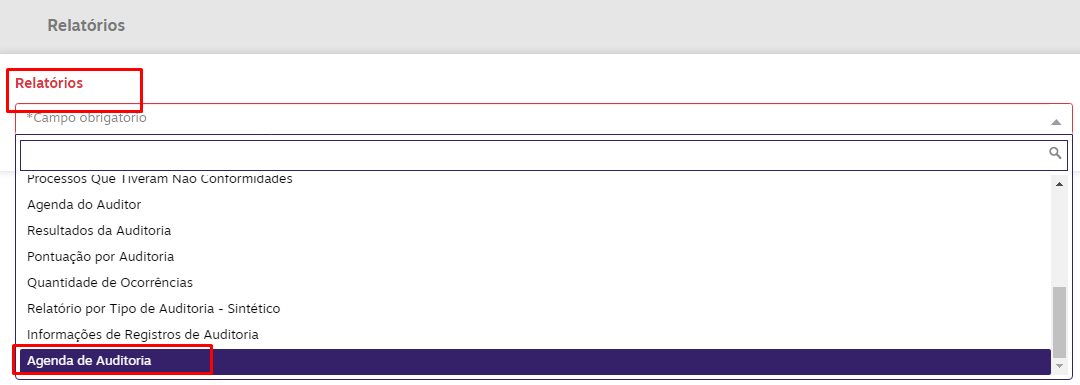 Relatórios
Relatórios
*Campo obrigatório
Processos Que Tiveram Não Conformidades
Agenda do Auditor
Resultados da Auditoria
Pontuação por Auditoria
Quantidade de Ocorrências
Relatório por Tipo de Auditoria - Sintético
Informações de Registros de Auditoria
Agenda de Auditoria